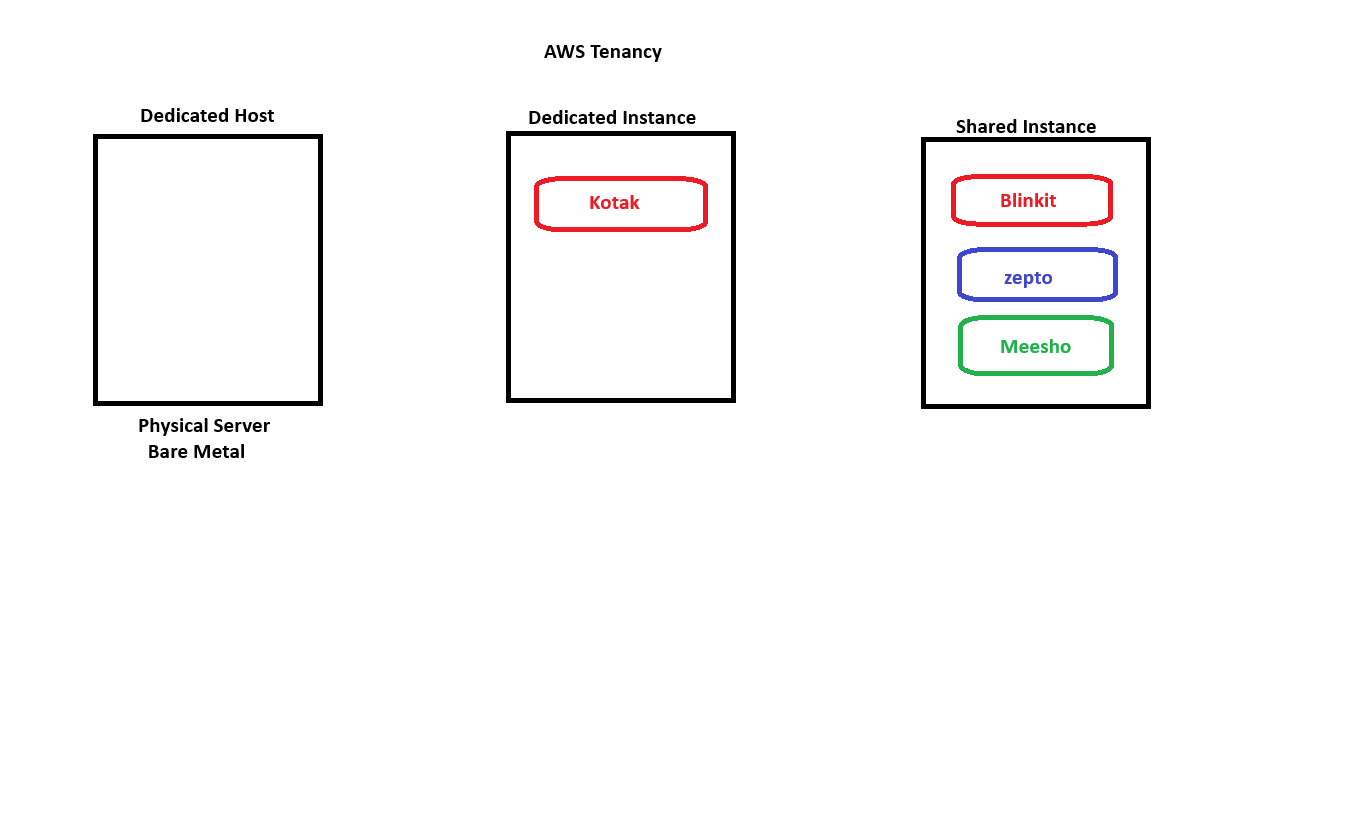 AWS Tenancy
Dedicated Host
Physical Server
Bare Metal
Dedicated Instance
Kotak
Shared Instance
Blinkit
zepto
Meesho